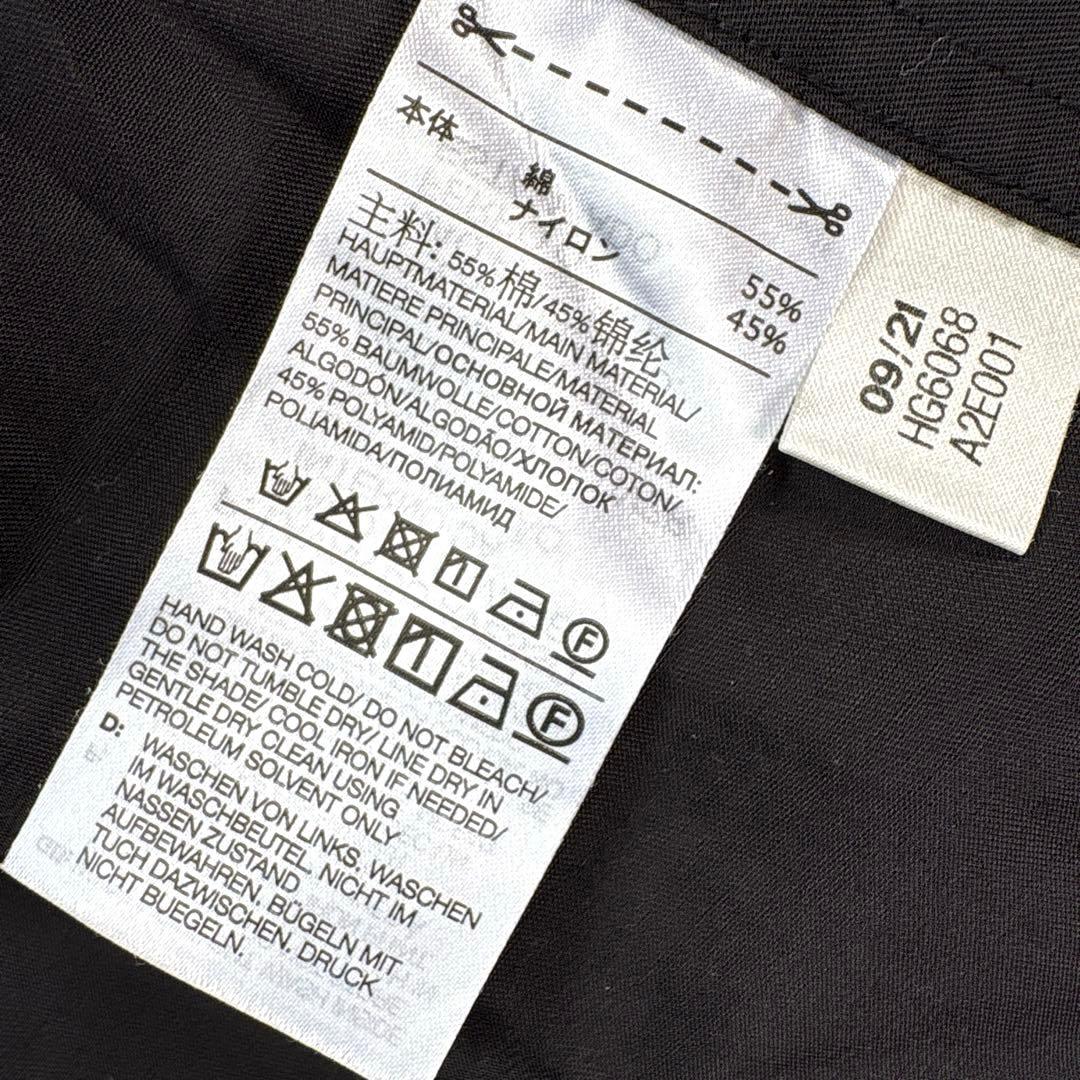 本体
綿 55%
ナイロン 45%
主料: 55%棉/45%锦纶
HAUPTMATERIAL/MAIN MATERIAL/
MATIERE PRINCIPALE/MATERIAL
PRINCIPAL/ОСНОВНОЙ МАТЕРИАЛ:
55% BAUMWOLLE/COTTON/COTON/
ALGODÓN/ALGODÃO/ХЛОПОК
45% POLYAMID/POLYAMIDE/
POLIAMIDA/ПОЛИАМИД
F
F
HAND WASH COLD/ DO NOT BLEACH/
DO NOT TUMBLE DRY/ LINE DRY IN
THE SHADE/ COOL IRON IF NEEDED/
GENTLE DRY CLEAN USING
PETROLEUM SOLVENT ONLY
D: WASCHEN VON LINKS. WASCHEN
IM WASCHBEUTEL. NICHT IM
NASSEN ZUSTAND
AUFBEWAHREN. BÜGELN MIT
TUCH DAZWISCHEN. DRUCK
NICHT BUEGELN.
09/21
HG6068
A2E001